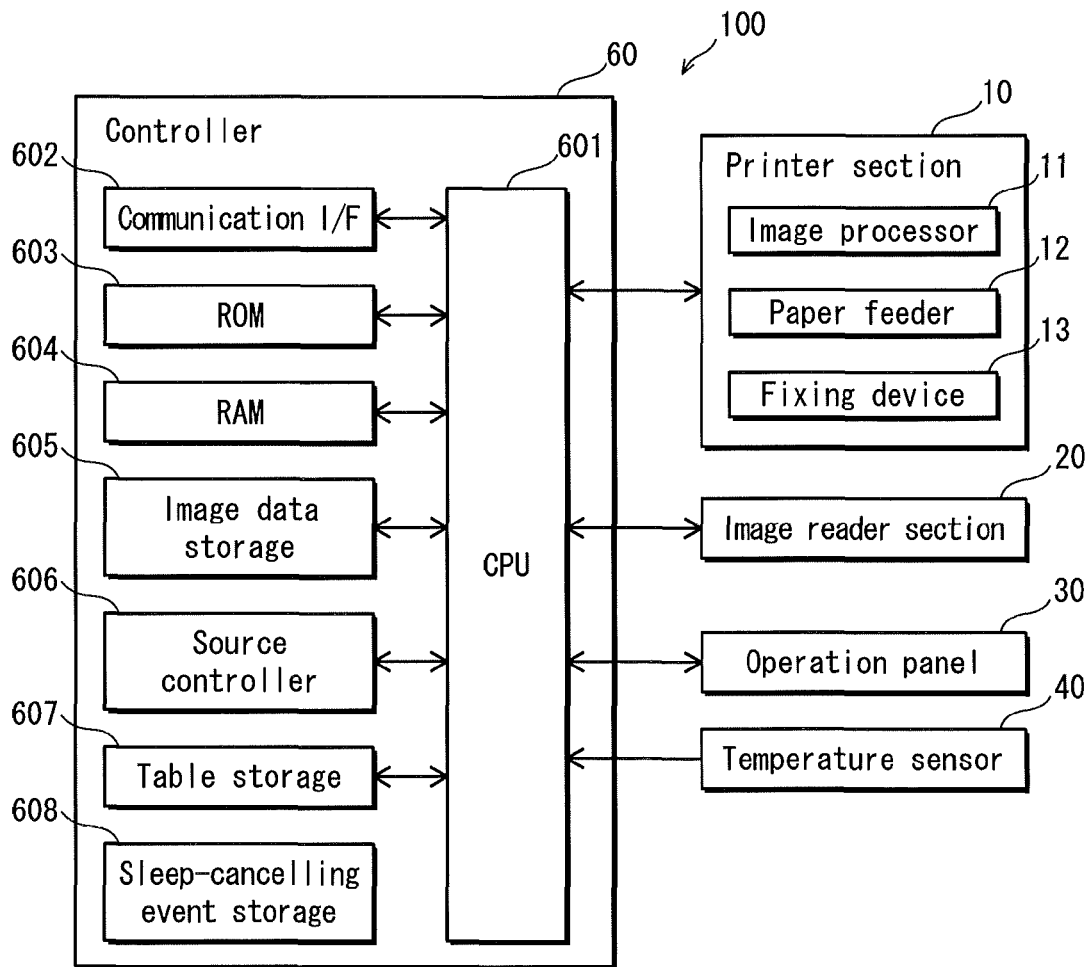 100
60
Controller
602
601
Communication I/F
603
ROM
604
RAM
605
Image data
storage
606
Source
controller
607
Table storage
608
Sleep-cancelling
event storage
CPU
10
Printer section
11
Image processor
12
Paper feeder
13
Fixing device
20
Image reader section
30
Operation panel
40
Temperature sensor